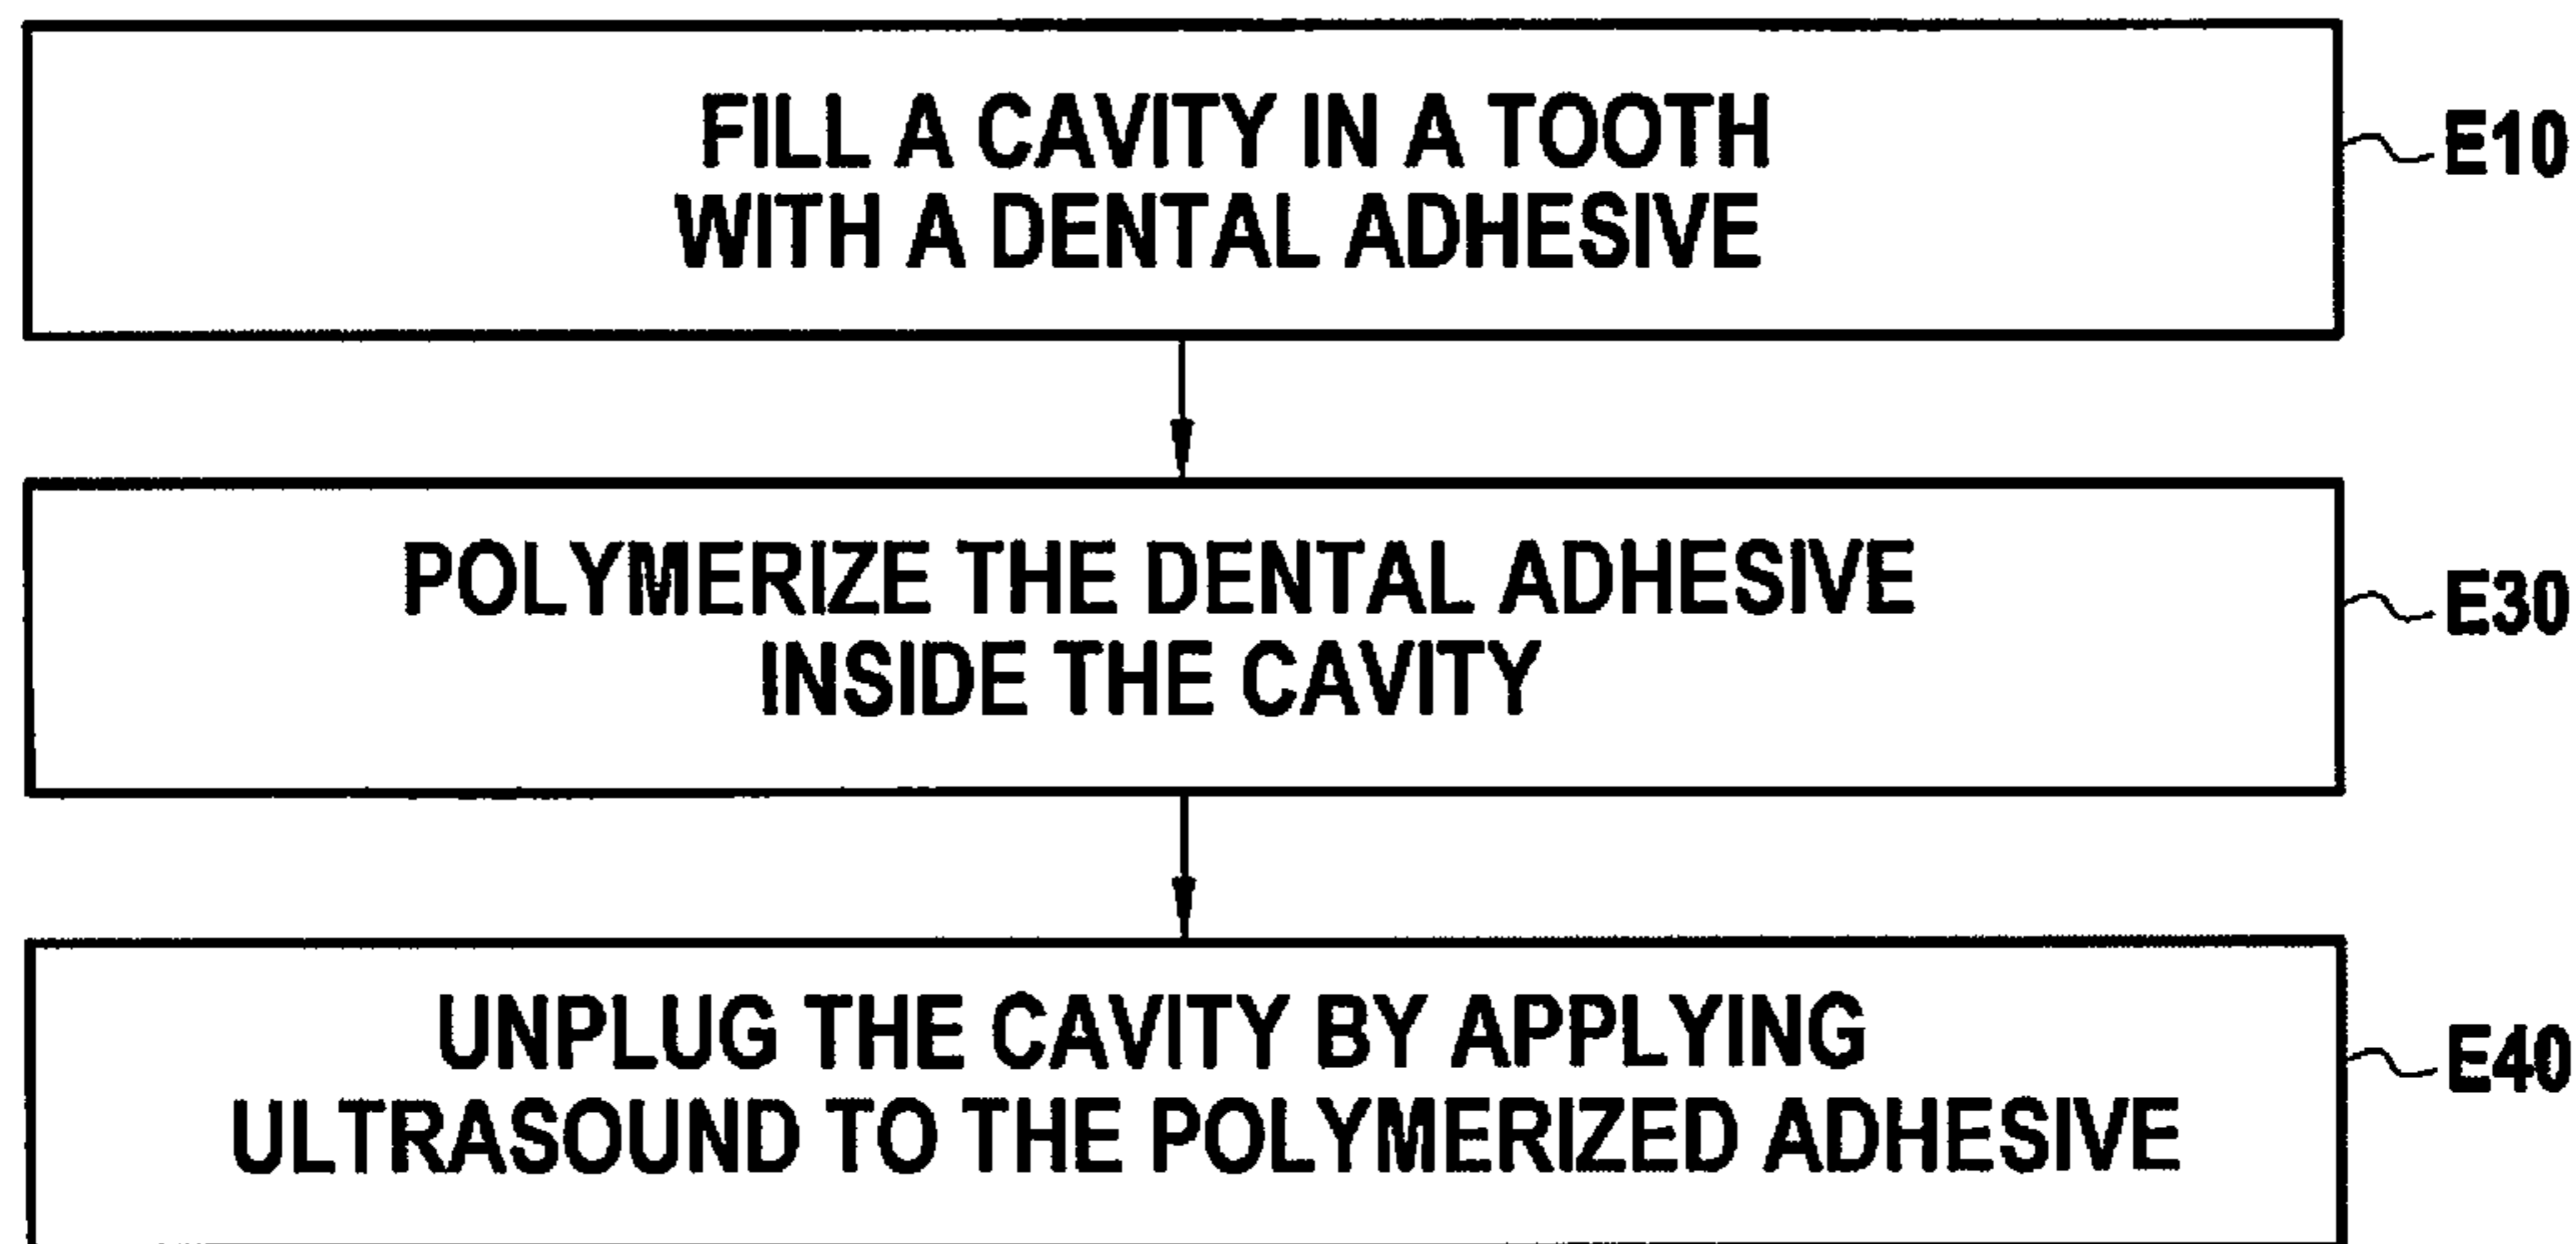 FILL A CAVITY IN A TOOTH
WITH A DENTAL ADHESIVE
E10
POLYMERIZE THE DENTAL ADHESIVE
INSIDE THE CAVITY
E30
UNPLUG THE CAVITY BY APPLYING
ULTRASOUND TO THE POLYMERIZED ADHESIVE
E40